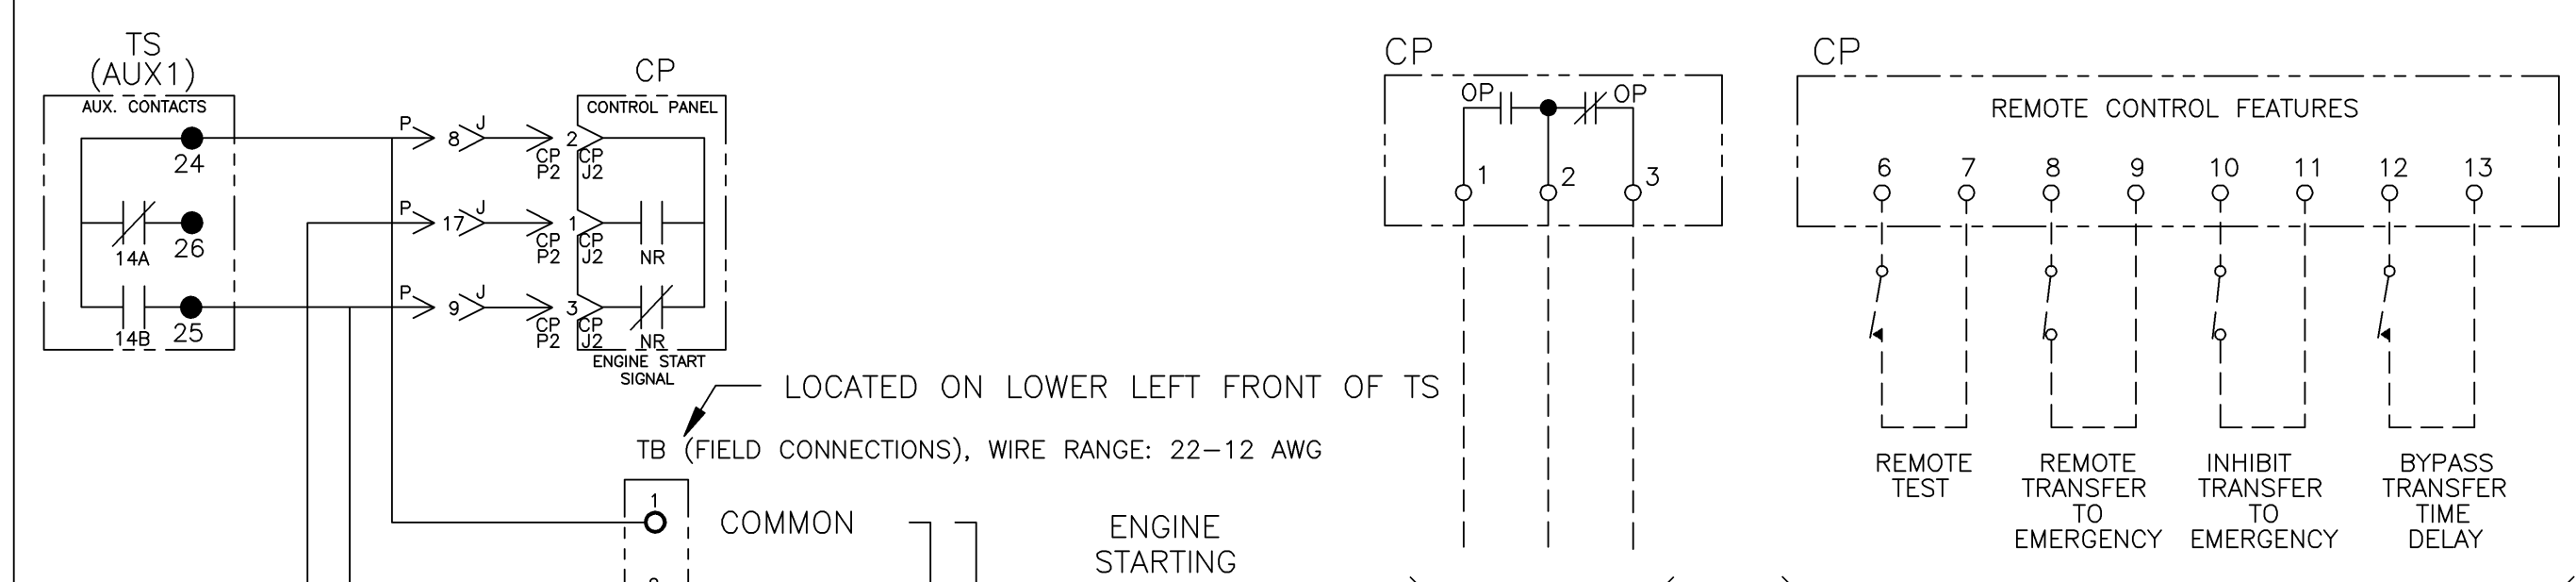 TS
(AUX1)
AUX. CONTACTS
24
26
14A
25
14B
P
8
J
CP
P2
2
CP
J2
P
17
J
CP
P2
1
CP
J2
P
9
J
CP
P2
3
CP
J2
CP
CONTROL PANEL
NR
NR
ENGINE START
SIGNAL
LOCATED ON LOWER LEFT FRONT OF TS
TB (FIELD CONNECTIONS), WIRE RANGE: 22-12 AWG
1
COMMON
ENGINE
STARTING
CP
OP
OP
1
2
3
CP
REMOTE CONTROL FEATURES
6 7 8 9 10 11 12 13
REMOTE
TEST
REMOTE
TRANSFER
TO
EMERGENCY
INHIBIT
TRANSFER
TO
EMERGENCY
BYPASS
TRANSFER
TIME
DELAY